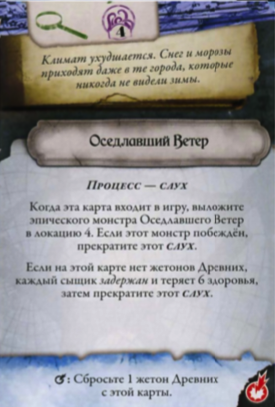 4
Климат ухудшается. Снег и морозы
приходят даже в те города, которые
никогда не видели зимы.
Оседлавший Ветер
Процесс — слух
Когда эта карта входит в игру, выложите
эпического монстра Оседлавшего Ветер
в локацию 4. Если этот монстр побеждён,
прекратите этот слух.
Если на этой карте нет жетонов Древних,
каждый сыщик задержан и теряет 6 здоровья,
затем прекратите этот слух.
: Сбросьте 1 жетон Древних
с этой карты.